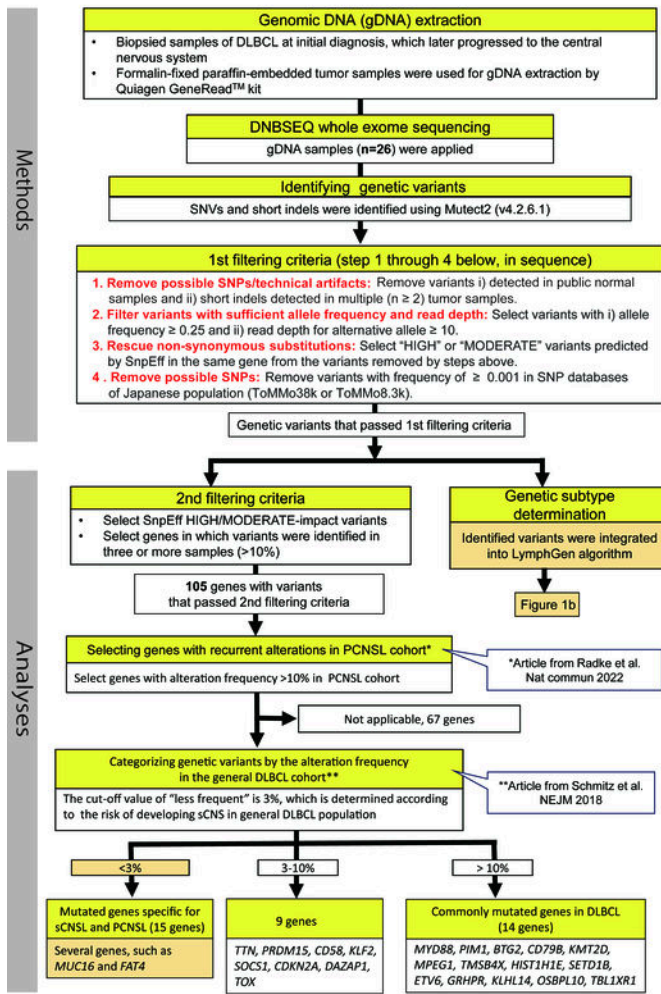 Methods
Genomic DNA (gDNA) extraction
• Biopsied samples of DLBCL at initial diagnosis, which later progressed to the central
nervous system
• Formalin-fixed paraffin-embedded tumor samples were used for gDNA extraction by
Quiagen GeneRead™ kit
DNBSEQ whole exome sequencing
gDNA samples (n=26) were applied
Identifying genetic variants
SNVs and short indels were identified using Mutect2 (v4.2.6.1)
1st filtering criteria (step 1 through 4 below, in sequence)
1. Remove possible SNPs/technical artifacts: Remove variants i) detected in public normal
samples and ii) short indels detected in multiple (n ≥ 2) tumor samples.
2. Filter variants with sufficient allele frequency and read depth: Select variants with i) allele
frequency ≥ 0.25 and ii) read depth for alternative allele ≥ 10.
3. Rescue non-synonymous substitutions: Select “HIGH” or “MODERATE” variants predicted
by SnpEff in the same gene from the variants removed by steps above.
4 . Remove possible SNPs: Remove variants with frequency of ≥ 0.001 in SNP databases
of Japanese population (ToMMo38k or ToMMo8.3k).
Genetic variants that passed 1st filtering criteria
Analyses
2nd filtering criteria
• Select SnpEff HIGH/MODERATE-impact variants
• Select genes in which variants were identified in
three or more samples (>10%)
Genetic subtype
determination
Identified variants were integrated
into LymphGen algorithm
Figure 1b
105 genes with variants
that passed 2nd filtering criteria
Selecting genes with recurrent alterations in PCNSL cohort*
Select genes with alteration frequency >10% in PCNSL cohort
*Article from Radke et al.
Nat commun 2022
Not applicable, 67 genes
Categorizing genetic variants by the alteration frequency
in the general DLBCL cohort**
The cut-off value of “less frequent” is 3%, which is determined according
to the risk of developing sCNS in general DLBCL population
**Article from Schmitz et al.
NEJM 2018
<3%
3-10%
> 10%
Mutated genes specific for
sCNSL and PCNSL (15 genes)
Several genes, such as
MUC16 and FAT4
9 genes
TTN, PRDM15, CD58, KLF2,
SOCS1, CDKN2A, DAZAP1,
TOX
Commonly mutated genes in DLBCL
(14 genes)
MYD88, PIM1, BTG2, CD79B, KMT2D,
MPEG1, TMSB4X, HIST1H1E, SETD1B,
ETV6, GRHPR, KLHL14, OSBPL10, TBL1XR1